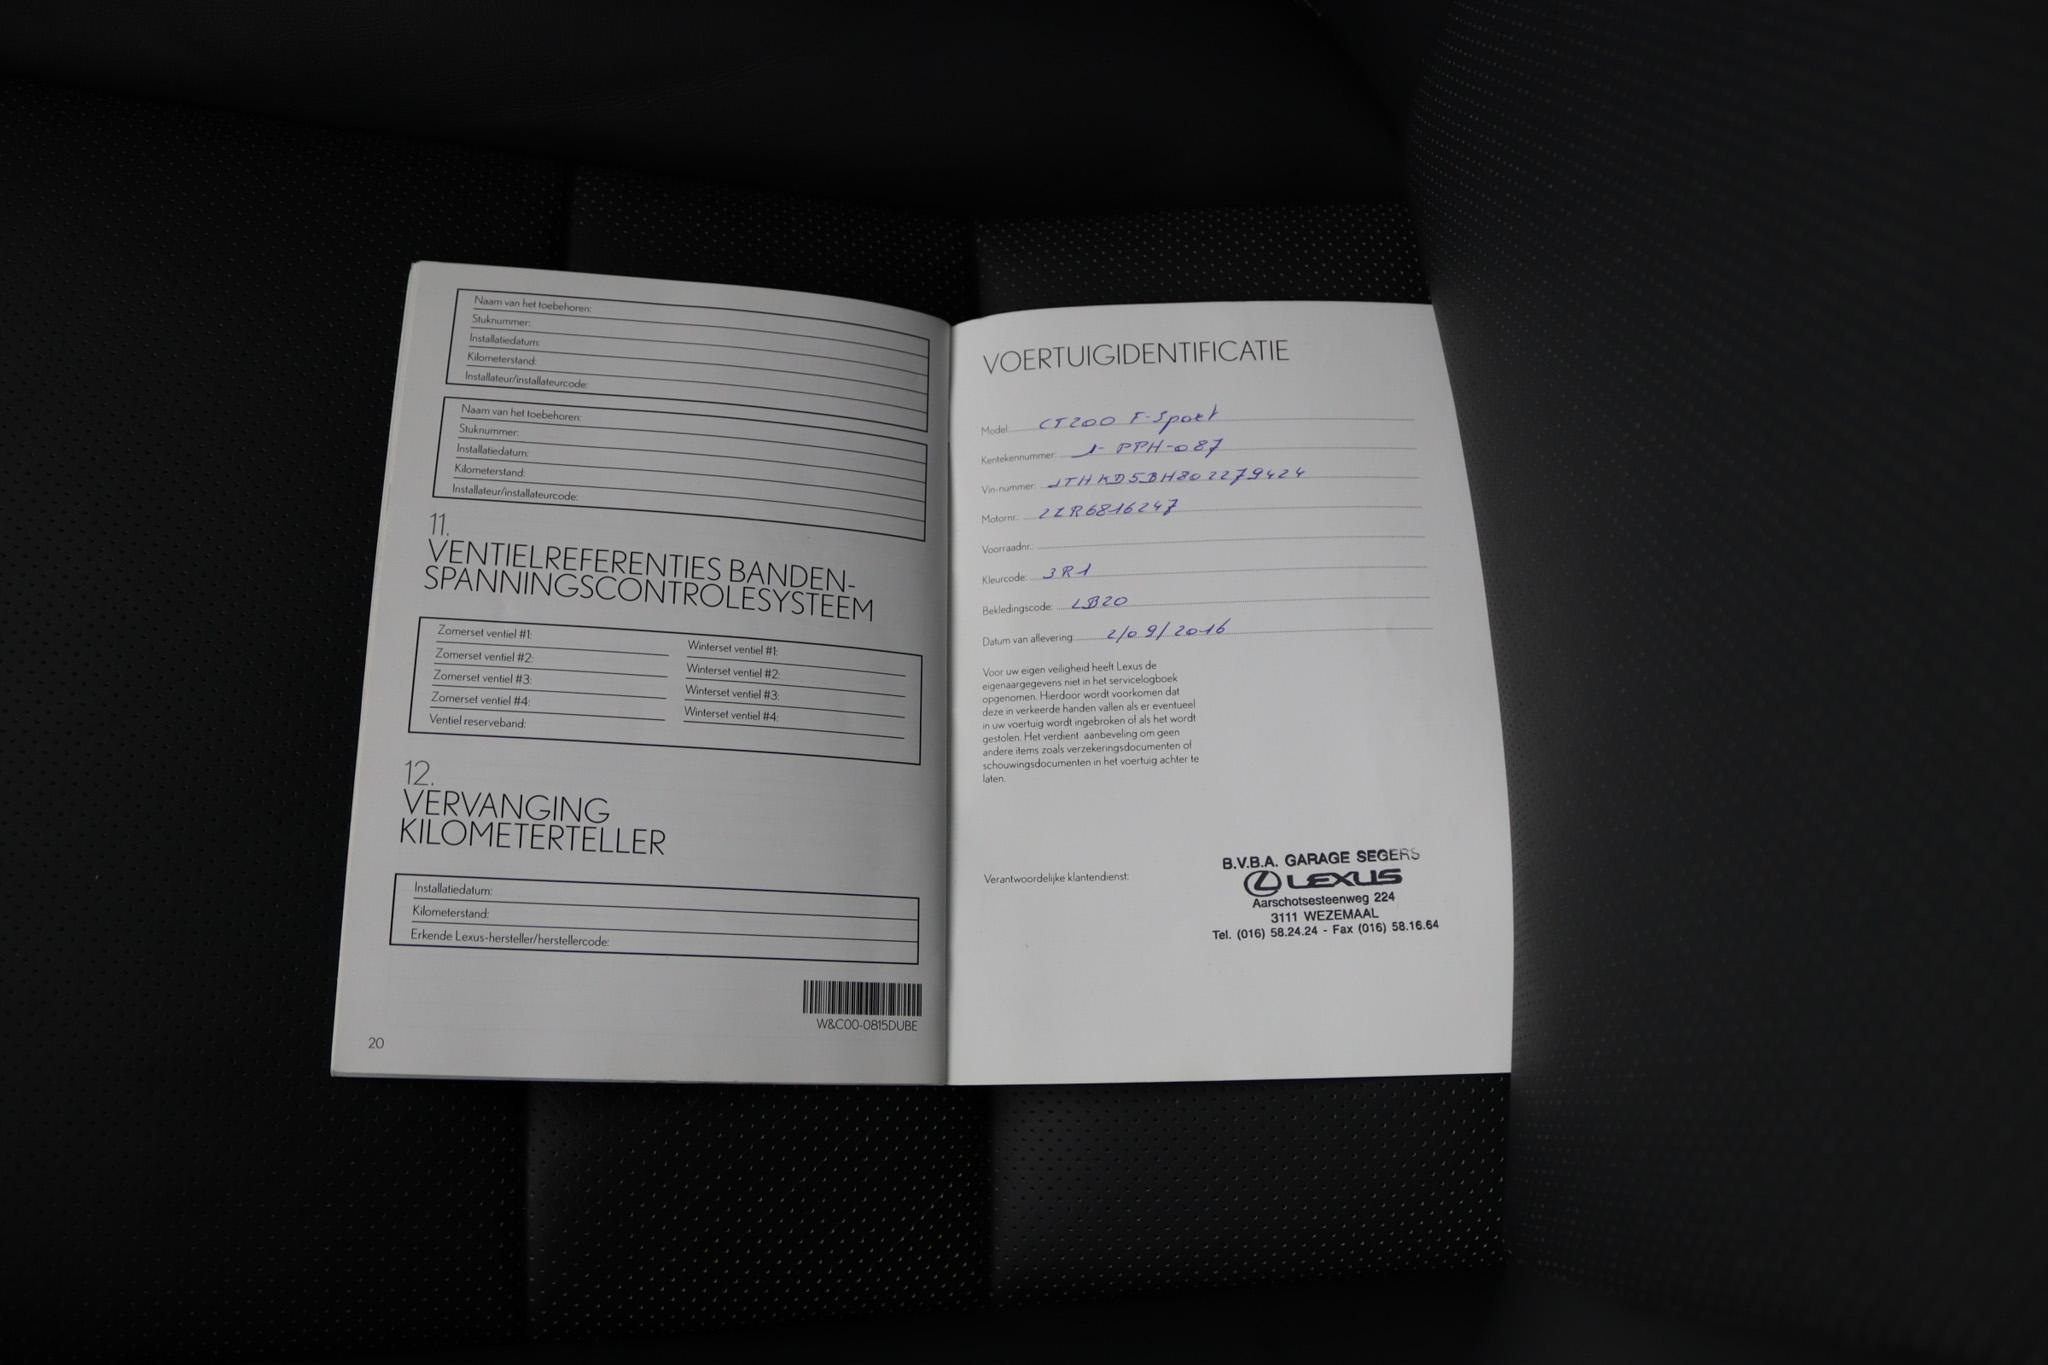 Naam van het toebehoren:
Stuknummer:
Installatiedatum:
Kilometerstand:
Installateur/installateurcode:
Naam van het toebehoren:
Stuknummer:
Installatiedatum:
Kilometerstand:
Installateur/installateurcode:
11.
VENTIELREFERENTIES BANDEN-
SPANNINGSCONTROLESYSTEEM
Zomerset ventiel #1:
Zomerset ventiel #2:
Zomerset ventiel #3:
Zomerset ventiel #4:
Ventiel reserveband:
Winterset ventiel #1:
Winterset ventiel #2:
Winterset ventiel #3:
Winterset ventiel #4:
12.
VERVANGING
KILOMETERTELLER
Installatiedatum:
Kilometerstand:
Erkende Lexus-hersteller/herstellercode:
W&C00-0815DUBE
20
VOERTUIGIDENTIFICATIE
Model: CT200 F-Sport
Kentekennummer: 1-PPH-087
Vin-nummer: JTHKD5BH802279424
Motornr.: 2ZR6816247
Voorraadnr.:
Kleurcode: 3R1
Bekledingscode: LB20
Datum van aflevering: 2/09/2016
Voor uw eigen veiligheid heeft Lexus de
eigenaargegevens niet in het servicelogboek
opgenomen. Hierdoor wordt voorkomen dat
deze in verkeerde handen vallen als er eventueel
in uw voertuig wordt ingebroken of als het wordt
gestolen. Het verdient aanbeveling om geen
andere items zoals verzekeringsdocumenten of
schouwingsdocumenten in het voertuig achter te
laten.
Verantwoordelijke klantendienst:
B.V.B.A. GARAGE SEGERS
LEXUS
Aarschotsesteenweg 224
3111 WEZEMAAL
Tel. (016) 58.24.24 - Fax (016) 58.16.64